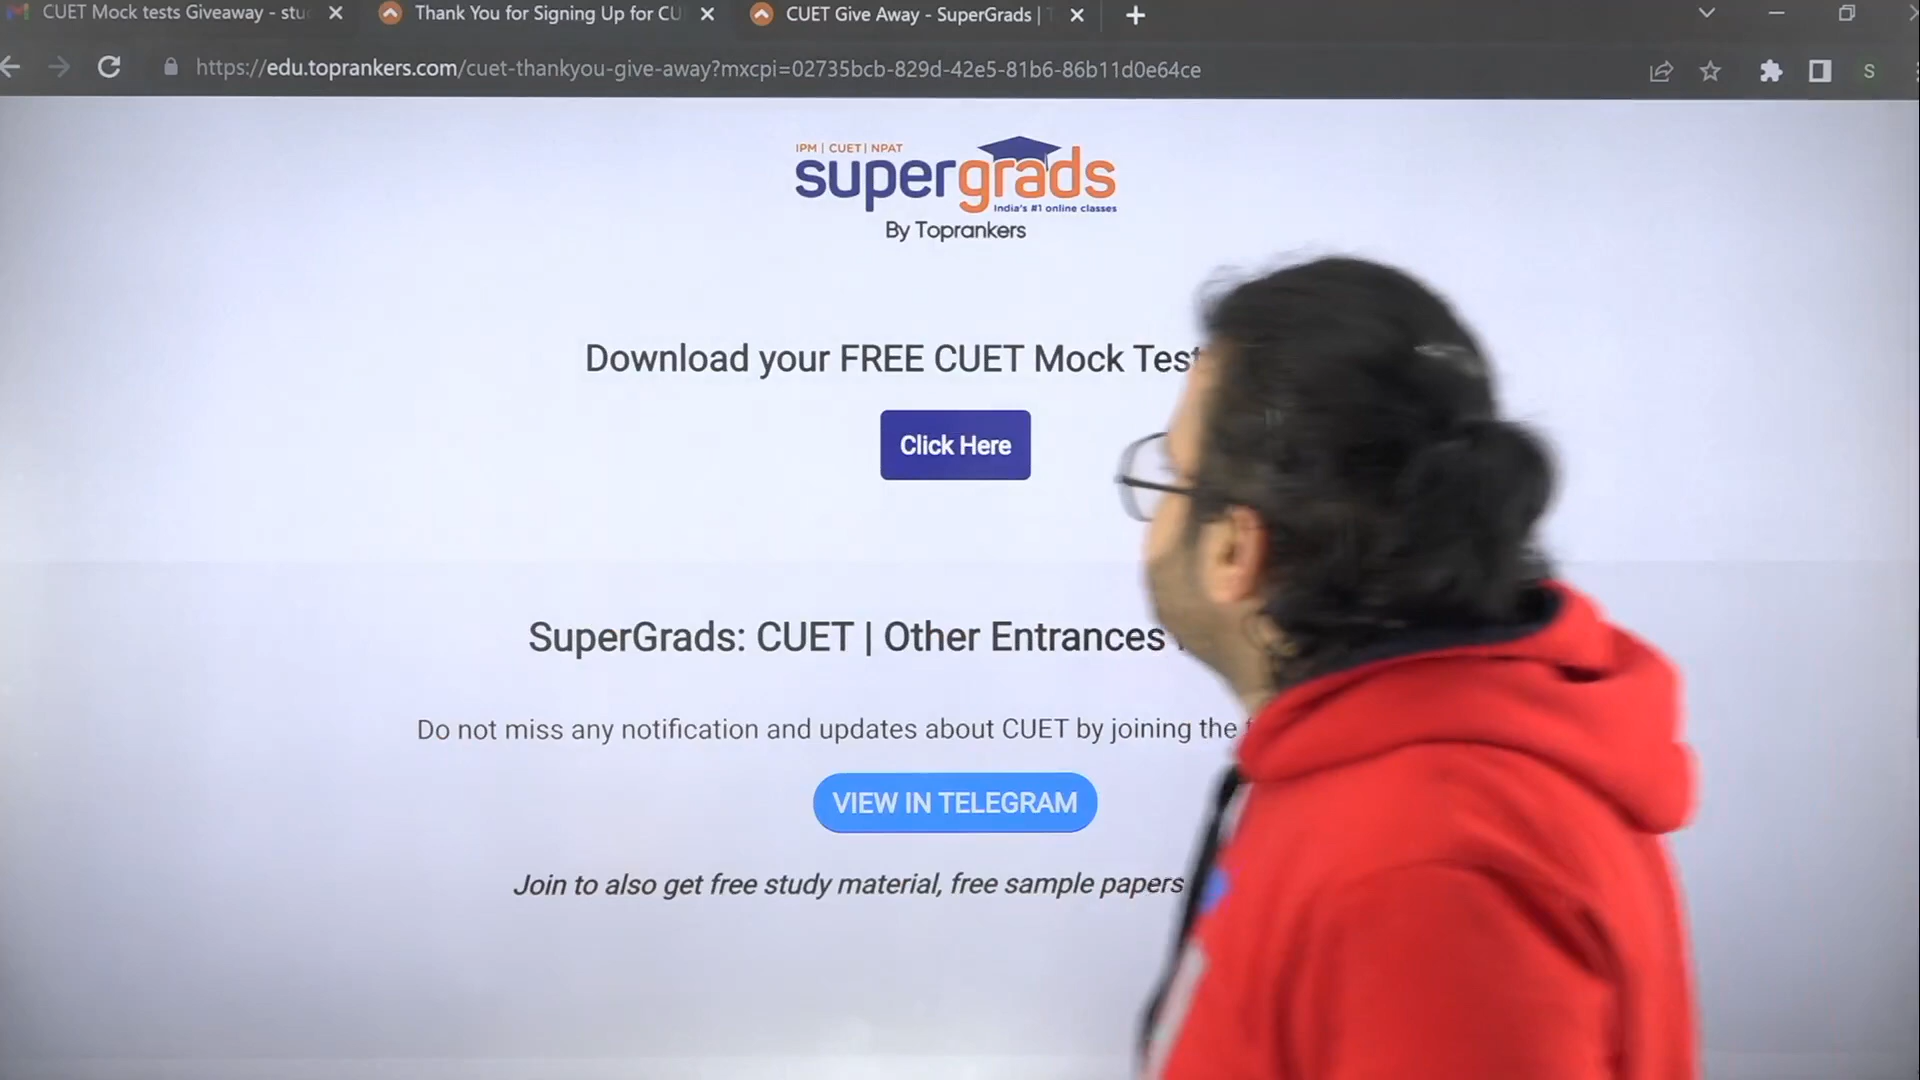 CUET Mock tests Giveaway - stu
Thank You for Signing Up for CU
CUET Give Away - SuperGrads |
https://edu.toprankers.com/cuet-thankyou-give-away?mxcpi=02735bcb-829d-42e5-81b6-86b11d0e64ce
S
IPM | CUET | NPAT
supergrads
India's #1 online classes
By Toprankers
Download your FREE CUET Mock Test
Click Here
SuperGrads: CUET | Other Entrances
Do not miss any notification and updates about CUET by joining the
VIEW IN TELEGRAM
Join to also get free study material, free sample papers